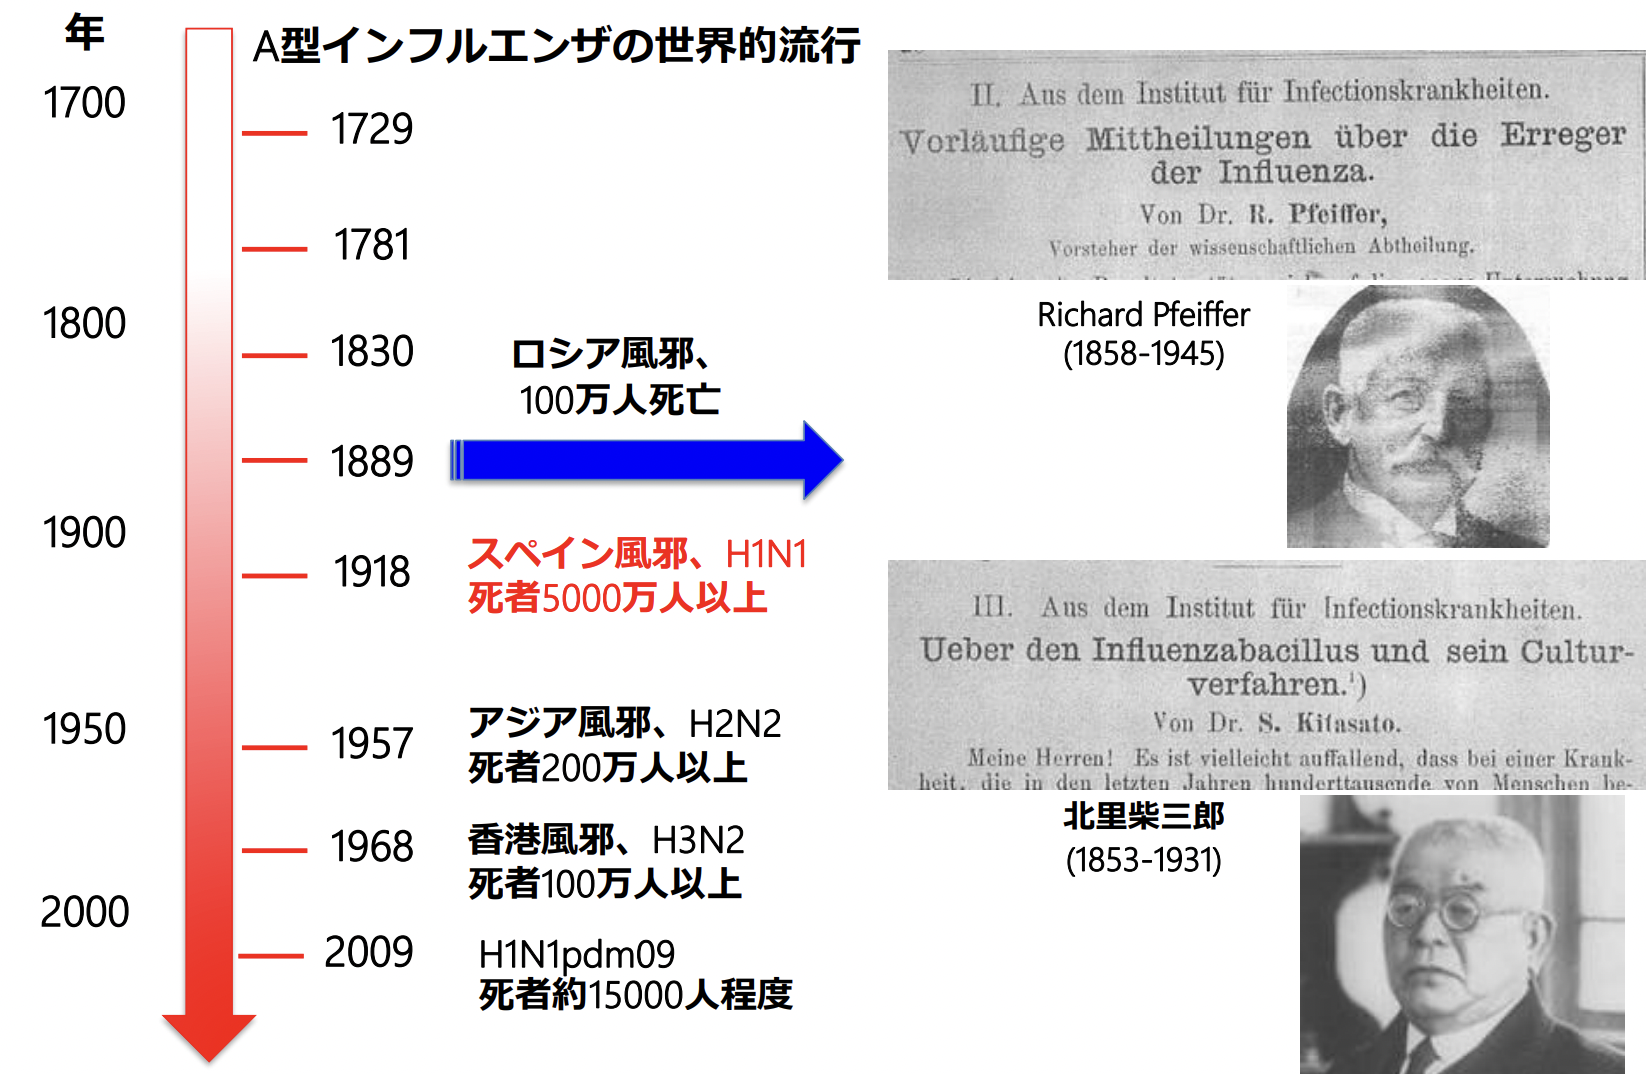 年
A型インフルエンザの世界的流行
1700
1729
1781
1800
1830
ロシア風邪、
100万人死亡
1889
1900
1918
スペイン風邪、H1N1
死者5000万人以上
1950
1957
アジア風邪、H2N2
死者200万人以上
1968
香港風邪、H3N2
死者100万人以上
2000
2009
H1N1pdm09
死者約15000人程度
II. Aus dem Institut für Infectionskrankheiten.
Vorläufige Mittheilungen über die Erreger
der Influenza.
Von Dr. R. Pfeiffer,
Vorsteher der wissenschaftlichen Abtheilung.
Richard Pfeiffer
(1858-1945)
III. Aus dem Institut für Infectionskrankheiten.
Ueber den Influenzabacillus und sein Cultur-
verfahren.¹)
Von Dr. S. Kitasato.
Meine Herren! Es ist vielleicht auffallend, dass bei einer Krank-
heit, die in den letzten Jahren hunderttausende von Menschen be-
北里柴三郎
(1853-1931)